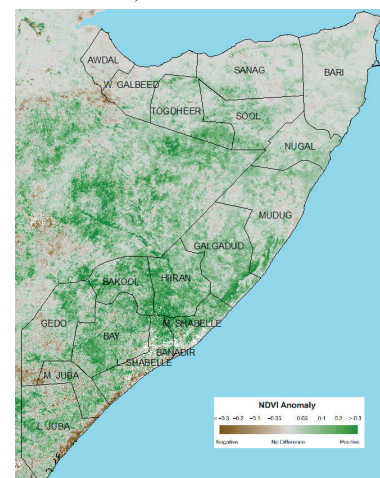 AWDAL
SANAG
BARI
W. GALBEED
TOGDHEER
SOOL
NUGAL
MUDUG
GALGADUD
BAKOOL
HIIRAN
GEDO
M. SHABELLE
BAY
BANADIR
L. SHABELLE
M. JUBA
L. JUBA
NDVI Anomaly
<-0.3 -0.2 -0.1 -0.05 0.05 0.1 0.2 > 0.3
Negative No Difference Positive